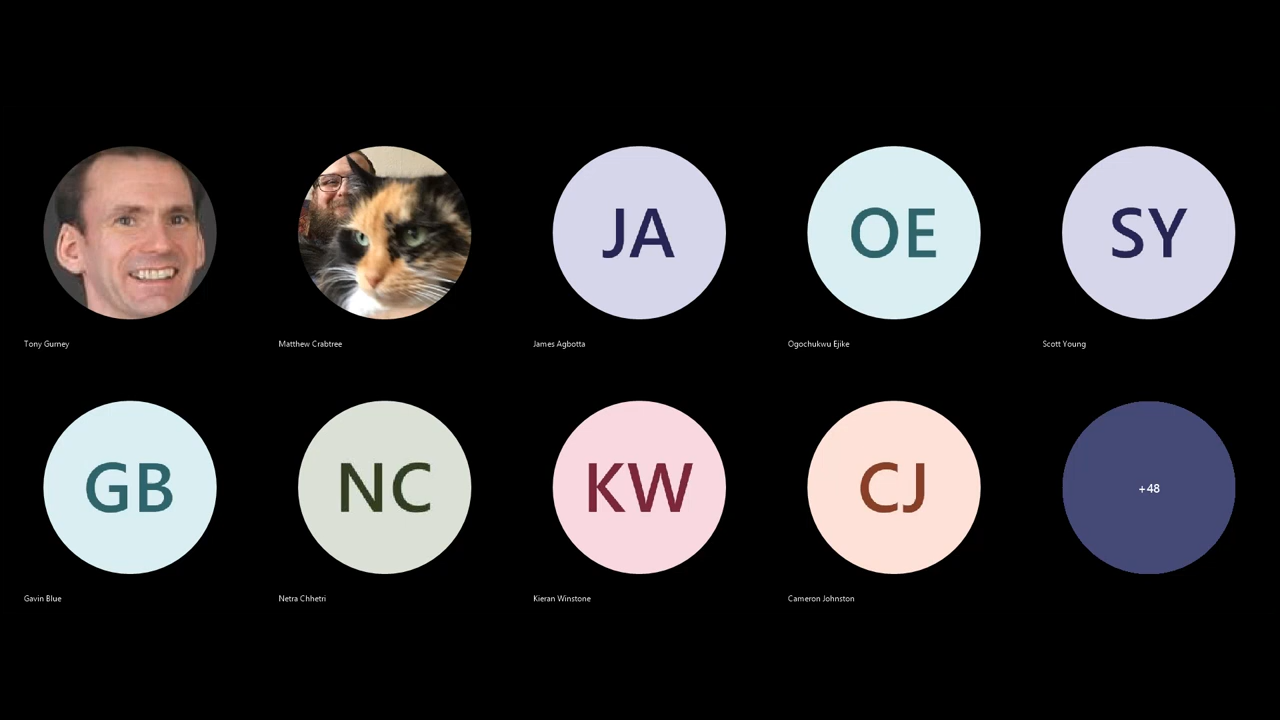 JA
OE
SY
Tony Gurney
Matthew Crabtree
James Agbotta
Ogochukwu Ejike
Scott Young
GB
NC
KW
CJ
+48
Gavin Blue
Netra Chhetri
Kieran Winstone
Cameron Johnston